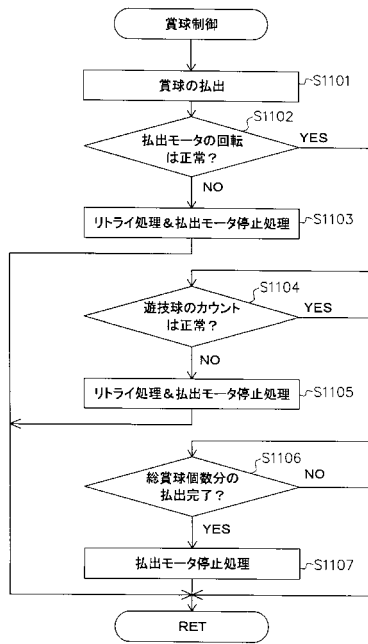 賞球制御
賞球の払出
S1101
S1102
払出モータの回転
は正常?
YES
NO
リトライ処理&払出モータ停止処理
S1103
S1104
遊技球のカウント
は正常?
YES
NO
リトライ処理&払出モータ停止処理
S1105
S1106
総賞球個数分の
払出完了?
NO
YES
払出モータ停止処理
S1107
RET